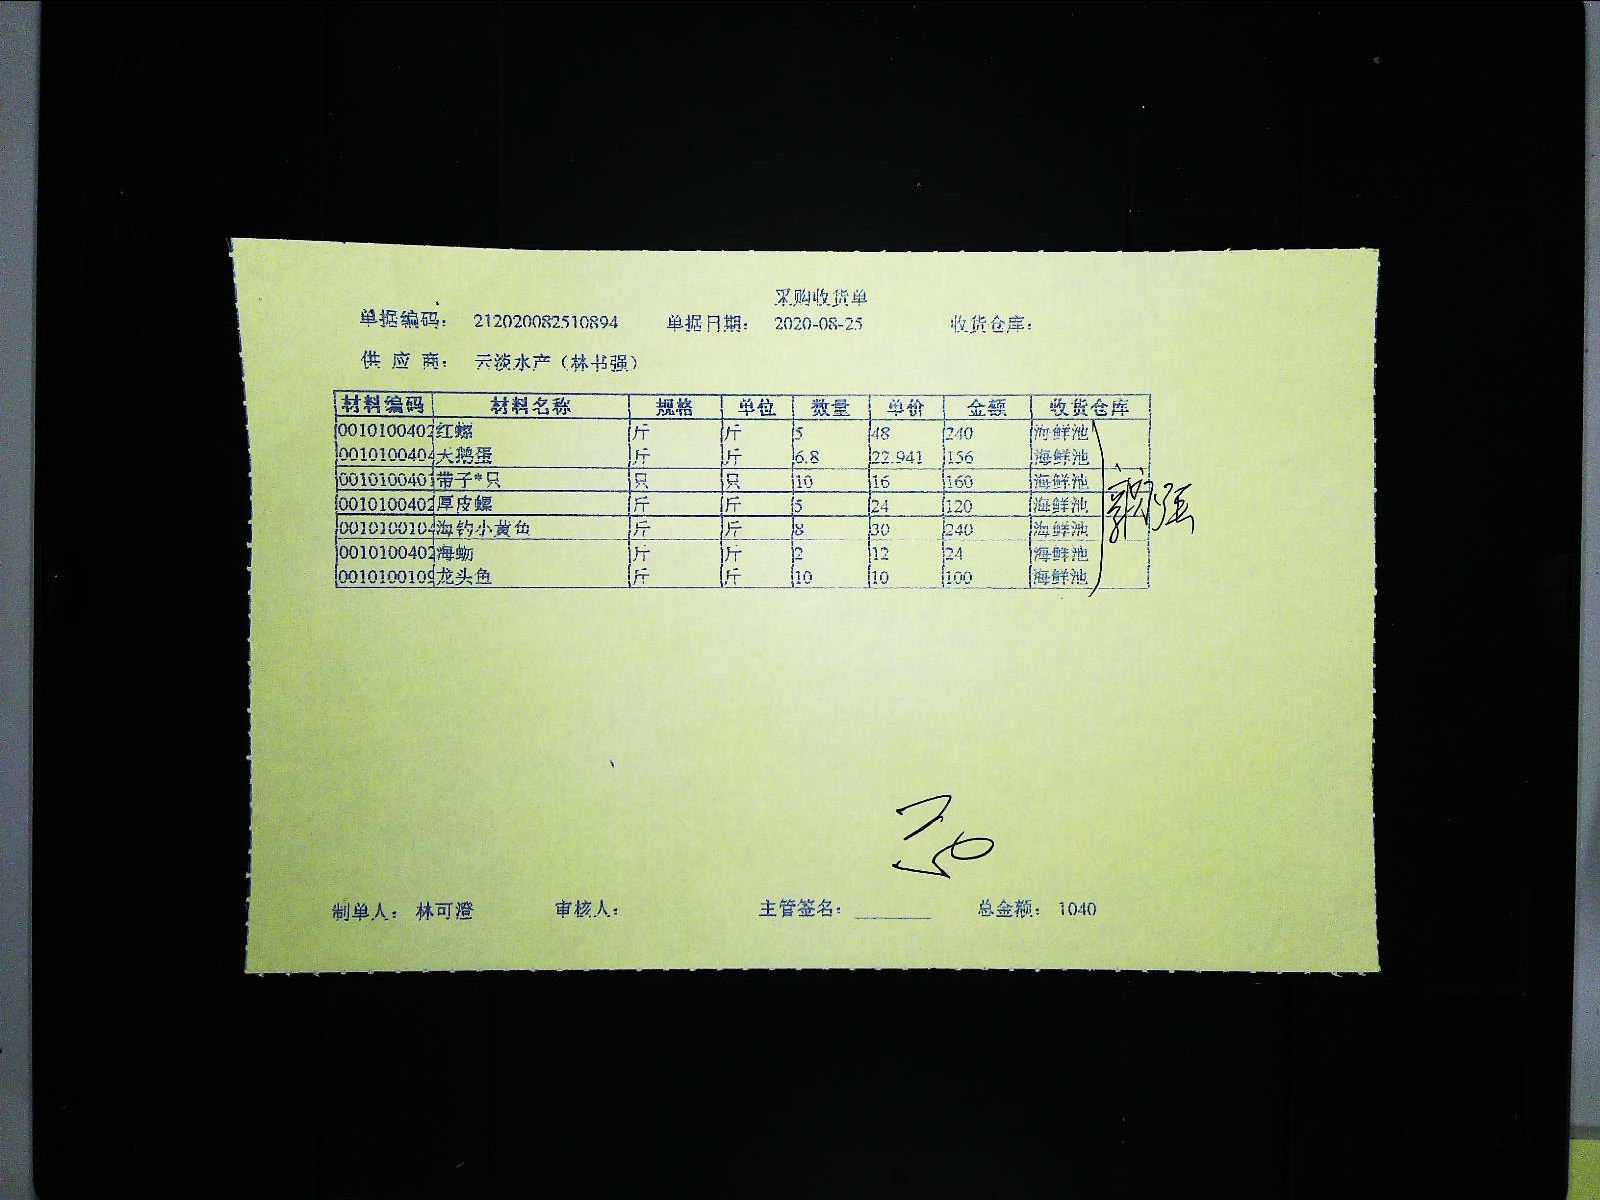 采购收货单
单据编码： 212020082510894 单据日期： 2020-08-25 收货仓库：
供 应 商： 云淡水产（林书强）
材料编码 材料名称 规格 单位 数量 单价 金额 收货仓库
0010100402 红螺 斤 斤 5 48 240 海鲜池
0010100404 天鹅蛋 斤 斤 6.8 22.941 156 海鲜池
0010100401 带子*只 只 只 10 16 160 海鲜池
0010100402 厚皮螺 斤 斤 5 24 120 海鲜池
0010100104 海钓小黄鱼 斤 斤 8 30 240 海鲜池
0010100402 海蛎 斤 斤 2 12 24 海鲜池
0010100109 龙头鱼 斤 斤 10 10 100 海鲜池
制单人： 林可澄 审核人： 主管签名： 总金额： 1040